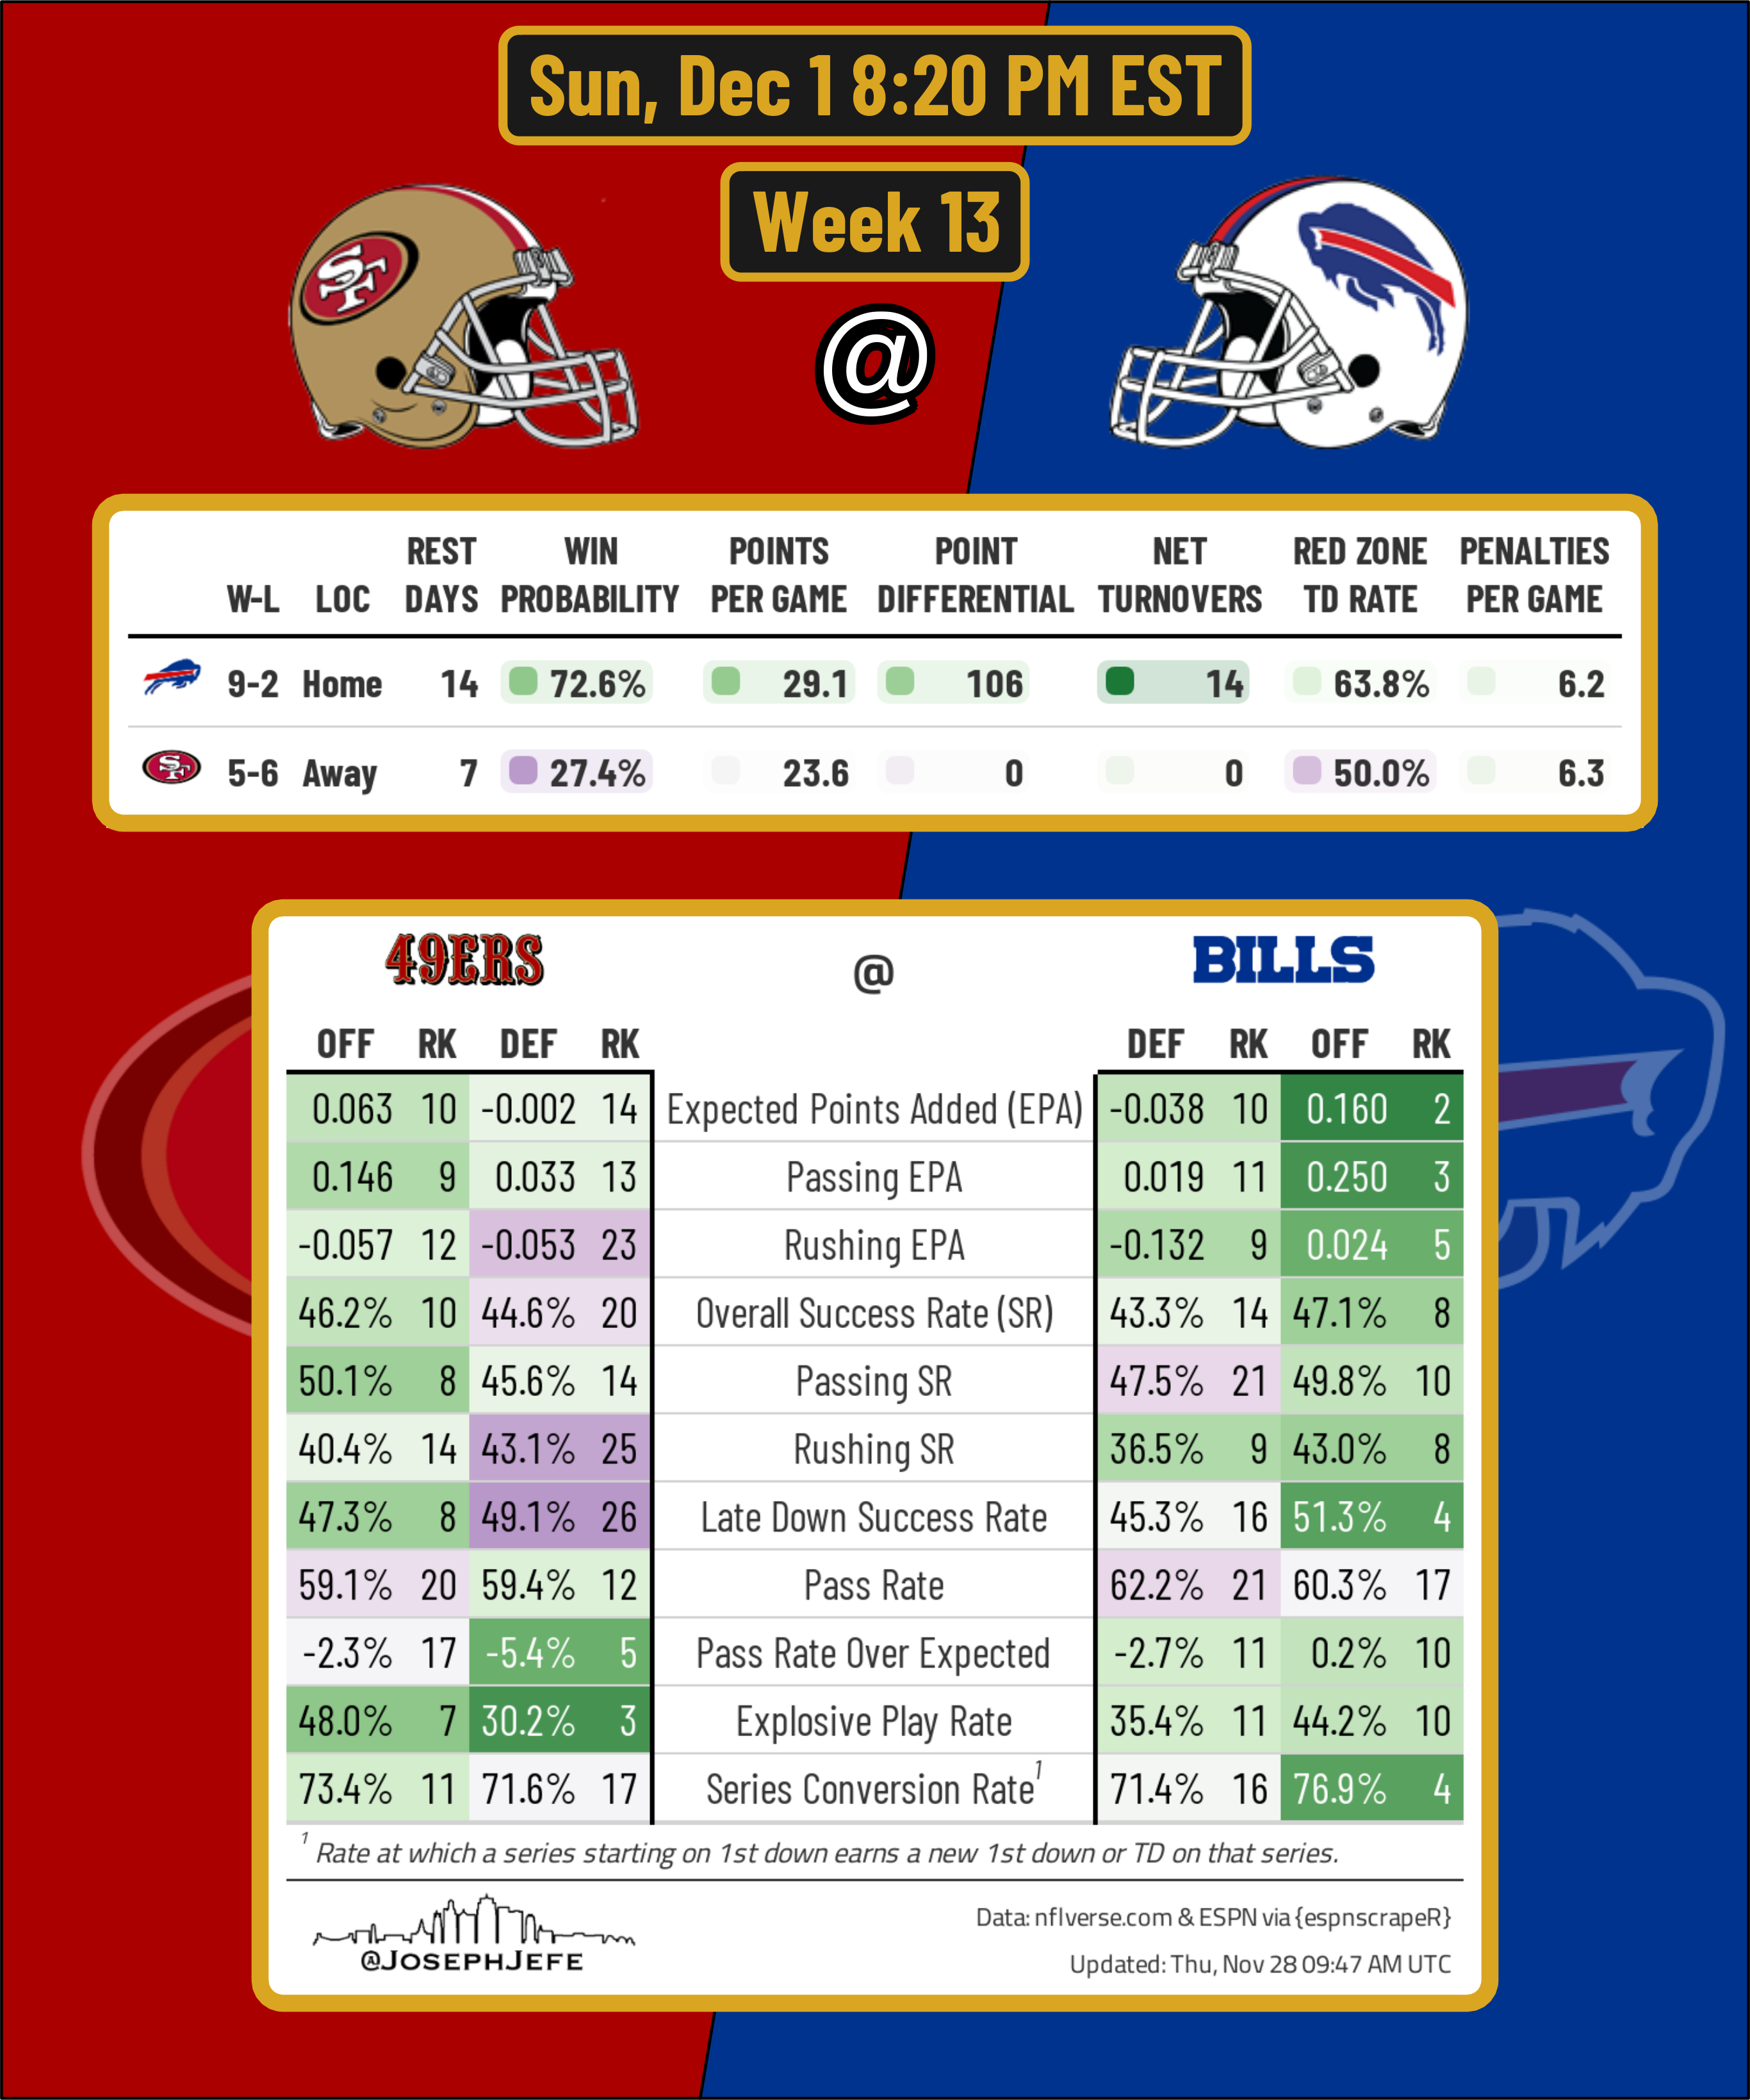 Sun, Dec 1 8:20 PM EST
Week 13
SF
@
W-L LOC REST DAYS WIN PROBABILITY POINTS PER GAME POINT DIFFERENTIAL NET TURNOVERS RED ZONE TD RATE PENALTIES PER GAME
9-2 Home 14 72.6% 29.1 106 14 63.8% 6.2
SF 5-6 Away 7 27.4% 23.6 0 0 50.0% 6.3
49ERS @ BILLS
OFF RK DEF RK DEF RK OFF RK
0.063 10 -0.002 14 Expected Points Added (EPA) -0.038 10 0.160 2
0.146 9 0.033 13 Passing EPA 0.019 11 0.250 3
-0.057 12 -0.053 23 Rushing EPA -0.132 9 0.024 5
46.2% 10 44.6% 20 Overall Success Rate (SR) 43.3% 14 47.1% 8
50.1% 8 45.6% 14 Passing SR 47.5% 21 49.8% 10
40.4% 14 43.1% 25 Rushing SR 36.5% 9 43.0% 8
47.3% 8 49.1% 26 Late Down Success Rate 45.3% 16 51.3% 4
59.1% 20 59.4% 12 Pass Rate 62.2% 21 60.3% 17
-2.3% 17 -5.4% 5 Pass Rate Over Expected -2.7% 11 0.2% 10
48.0% 7 30.2% 3 Explosive Play Rate 35.4% 11 44.2% 10
73.4% 11 71.6% 17 Series Conversion Rate¹ 71.4% 16 76.9% 4
¹ Rate at which a series starting on 1st down earns a new 1st down or TD on that series.
@JOSEPHJEFE
Data: nflverse.com & ESPN via {espnscrapeR}
Updated: Thu, Nov 28 09:47 AM UTC